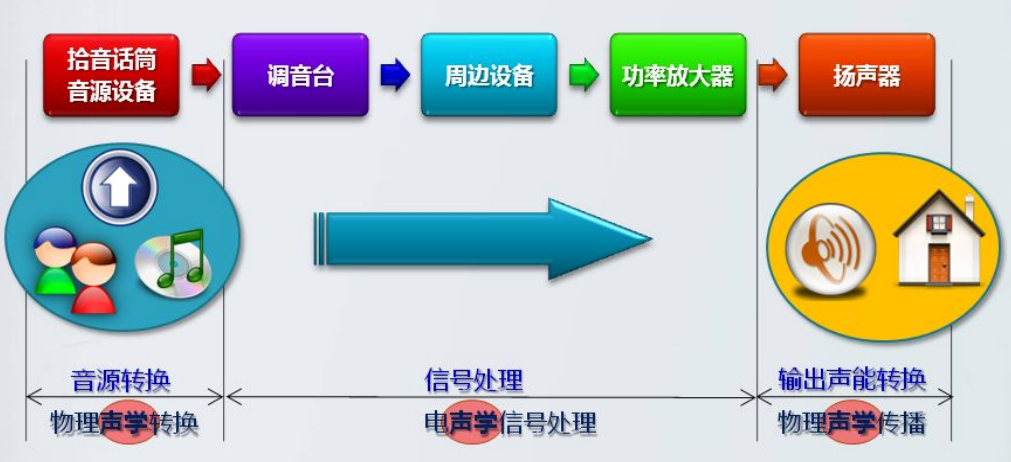 拾音话筒
音源设备
调音台
周边设备
功率放大器
扬声器
音源转换
信号处理
输出声能转换
物理声学转换
电声学信号处理
物理声学传播